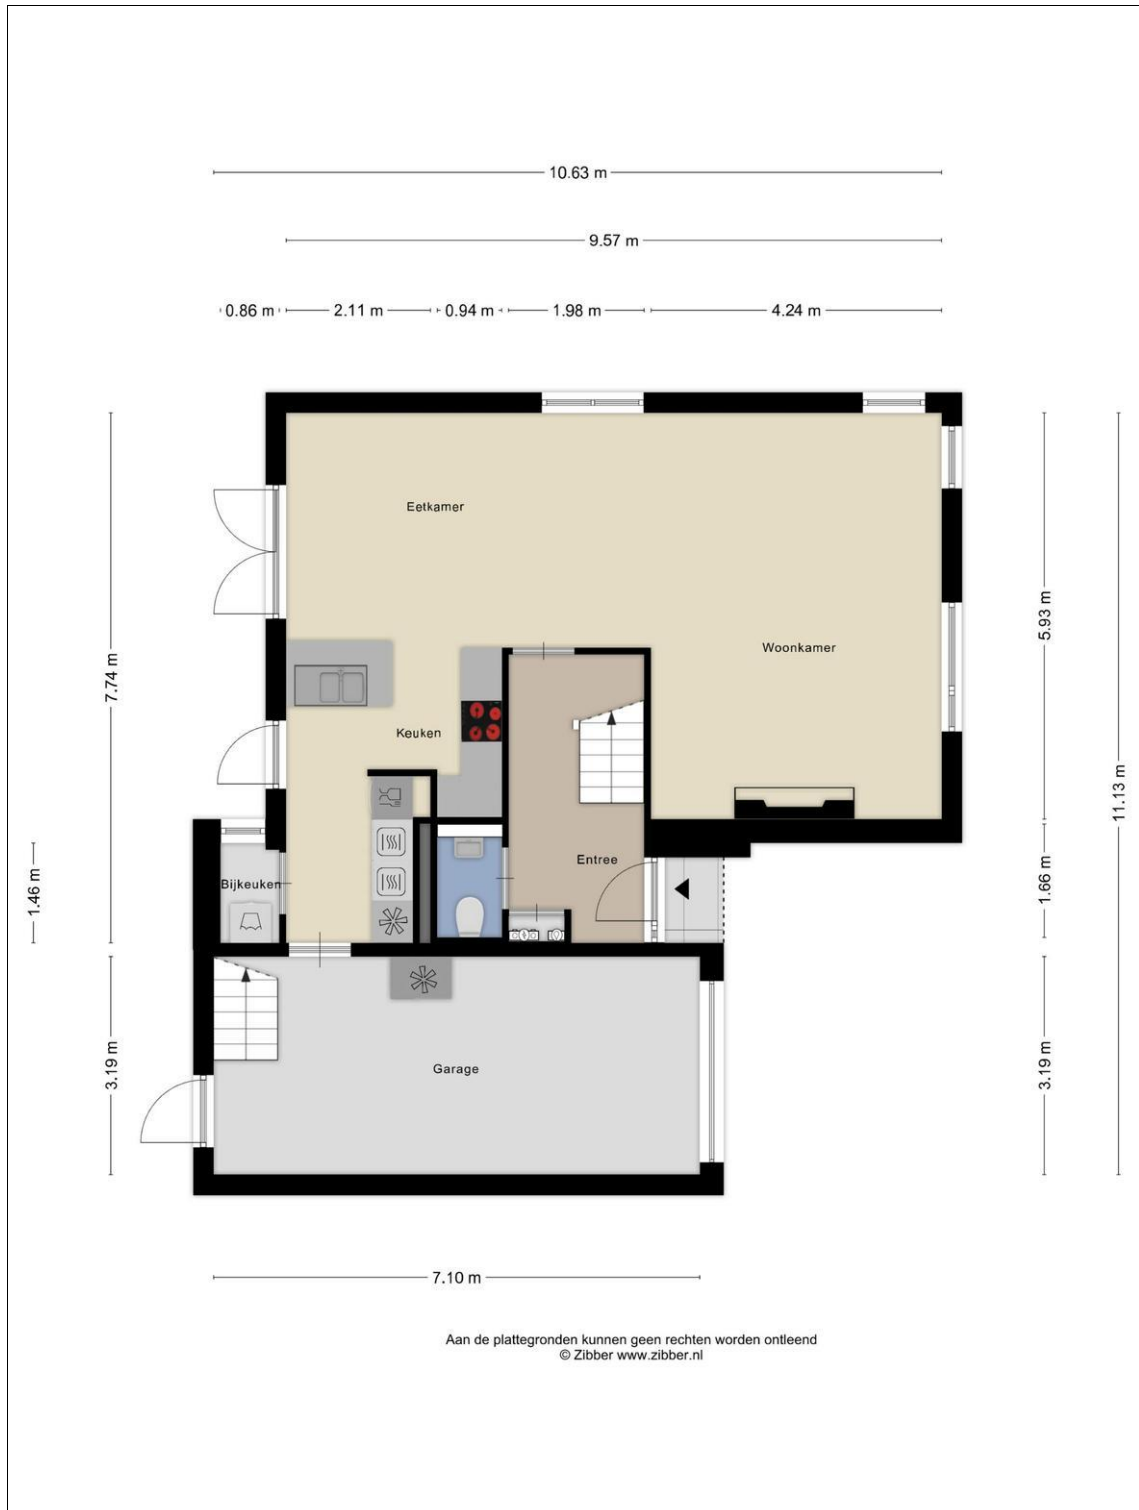 10.63 m
9.57 m
0.86 m
2.11 m
0.94 m
1.98 m
4.24 m
Eetkamer
5.93 m
Woonkamer
7.74 m
Keuken
11.13 m
Entree
Bijkeuken
1.46 m
1.66 m
Garage
3.19 m
3.19 m
7.10 m
Aan de plattegronden kunnen geen rechten worden ontleend
© Zibber www.zibber.nl